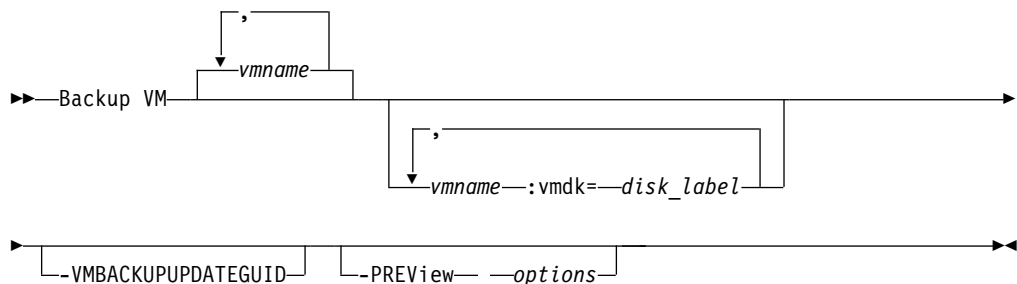 ,
vmname
Backup VM
,
vmname :vmdk= disk_label
-VMBACKUPUPDATEGUID -PREView options